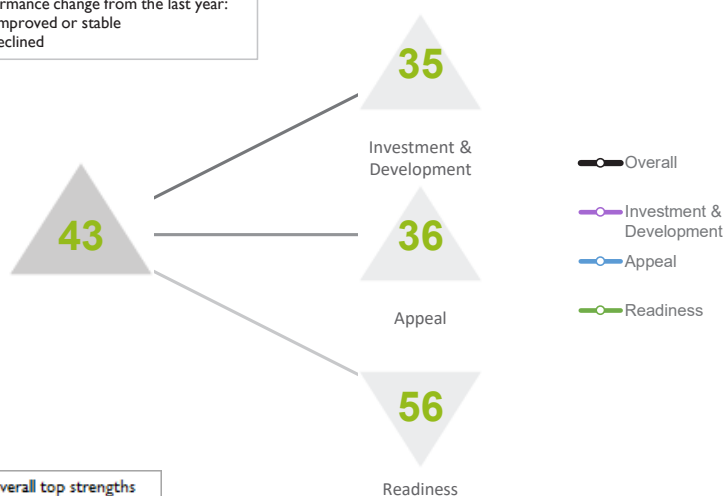 rmance change from the last year:
mproved or stable
eclined
35
Investment &
Development
43
36
Appeal
56
Readiness
Overall
Investment &
Development
Appeal
Readiness
verall top strengths